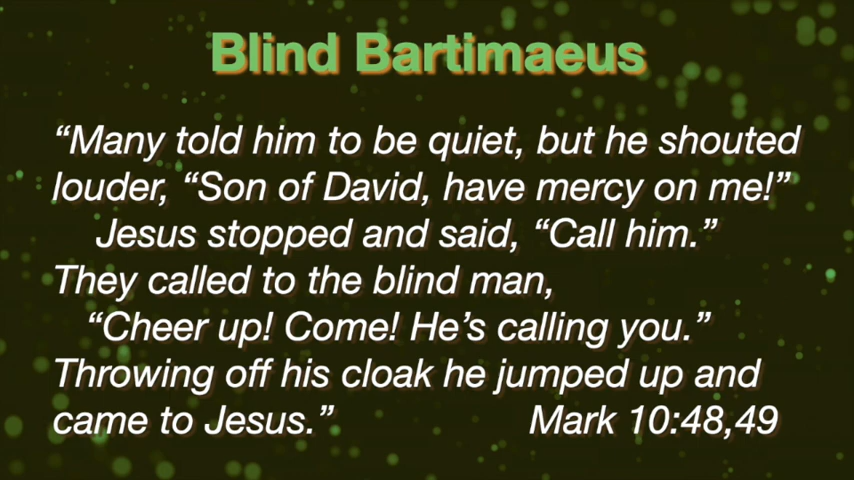 Blind Bartimaeus
“Many told him to be quiet, but he shouted
louder, “Son of David, have mercy on me!”
Jesus stopped and said, “Call him.”
They called to the blind man,
“Cheer up! Come! He’s calling you.”
Throwing off his cloak he jumped up and
came to Jesus.” Mark 10:48,49